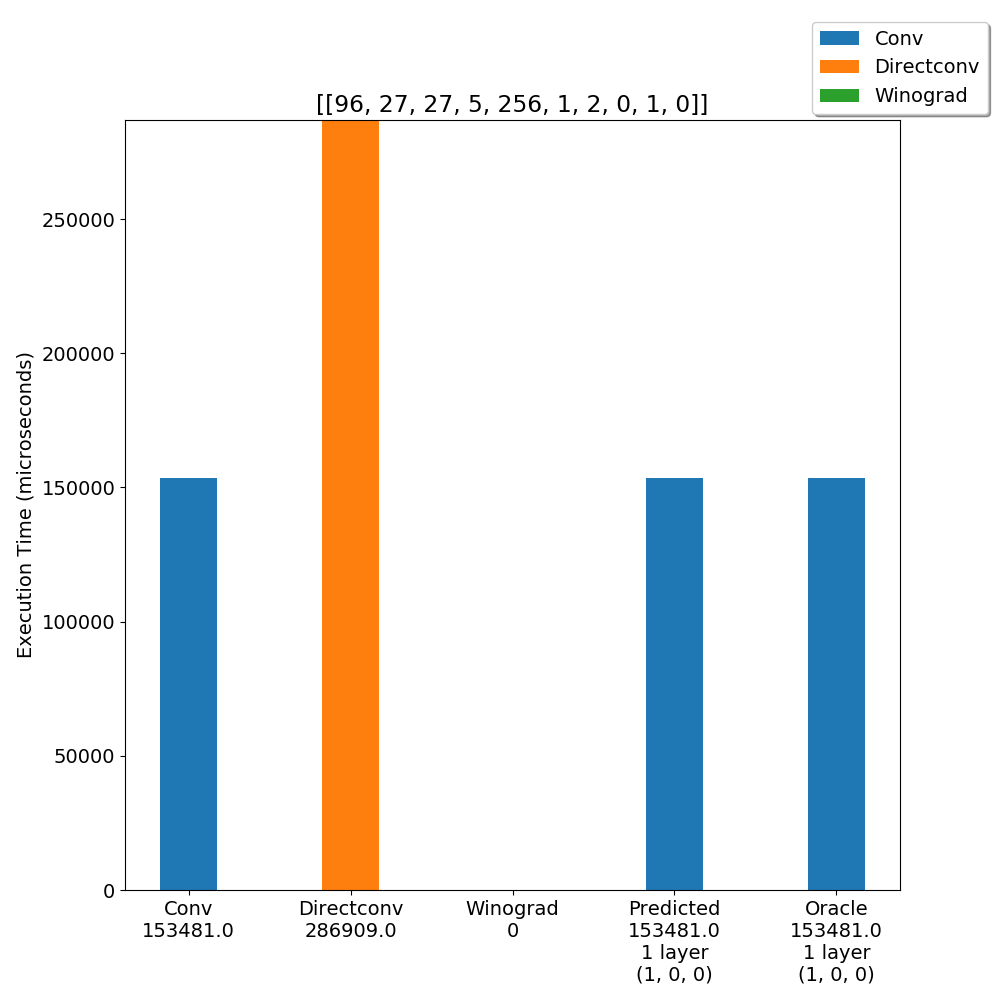 Conv
Directconv
Winograd
[[96, 27, 27, 5, 256, 1, 2, 0, 1, 0]]
Execution Time (microseconds)
250000
200000
150000
100000
50000
0
Conv
153481.0
Directconv
286909.0
Winograd
0
Predicted
153481.0
1 layer
(1, 0, 0)
Oracle
153481.0
1 layer
(1, 0, 0)